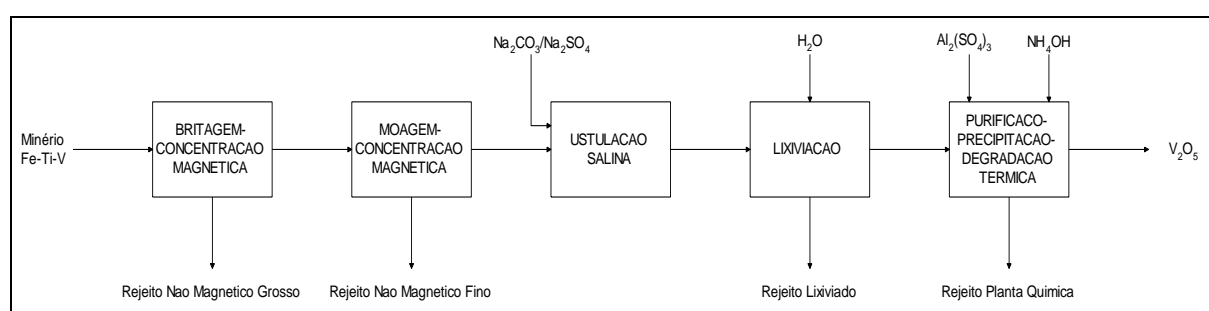 Na₂CO₃/Na₂SO₄
H₂O
Al₂(SO₄)₃
NH₄OH
Minério
Fe-Ti-V
BRITAGEM-
CONCENTRAÇAO
MAGNETICA
MOAGEM-
CONCENTRACAO
MAGNETICA
USTULACAO
SALINA
LIXIVIACAO
PURIFICACO-
PRECIPITACAO-
DEGRADACAO
TERMICA
V₂O₅
Rejeito Nao Magnetico Grosso
Rejeito Nao Magnetico Fino
Rejeito Lixiviado
Rejeito Planta Quimica